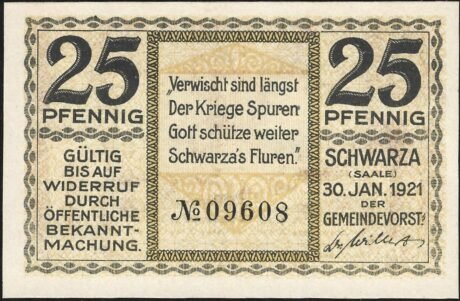 25
PFENNIG
GÜLTIG
BIS AUF
WIDERRUF
DURCH
ÖFFENTLICHE
BEKANNT-
MACHUNG.
„Verwischt sind längst
Der Kriege Spuren
Gott schütze weiter
Schwarza's Fluren."
№ 09608
25
PFENNIG
SCHWARZA
(SAALE)
30. JAN. 1921
DER
GEMEINDEVORST: